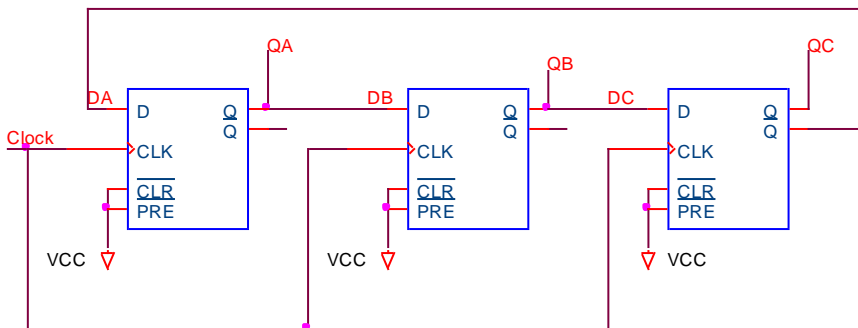 QA
QB
QC
DA
DB
DC
Clock
D
Q
Q
CLK
CLR
PRE
VCC
D
Q
Q
CLK
CLR
PRE
VCC
D
Q
Q
CLK
CLR
PRE
VCC